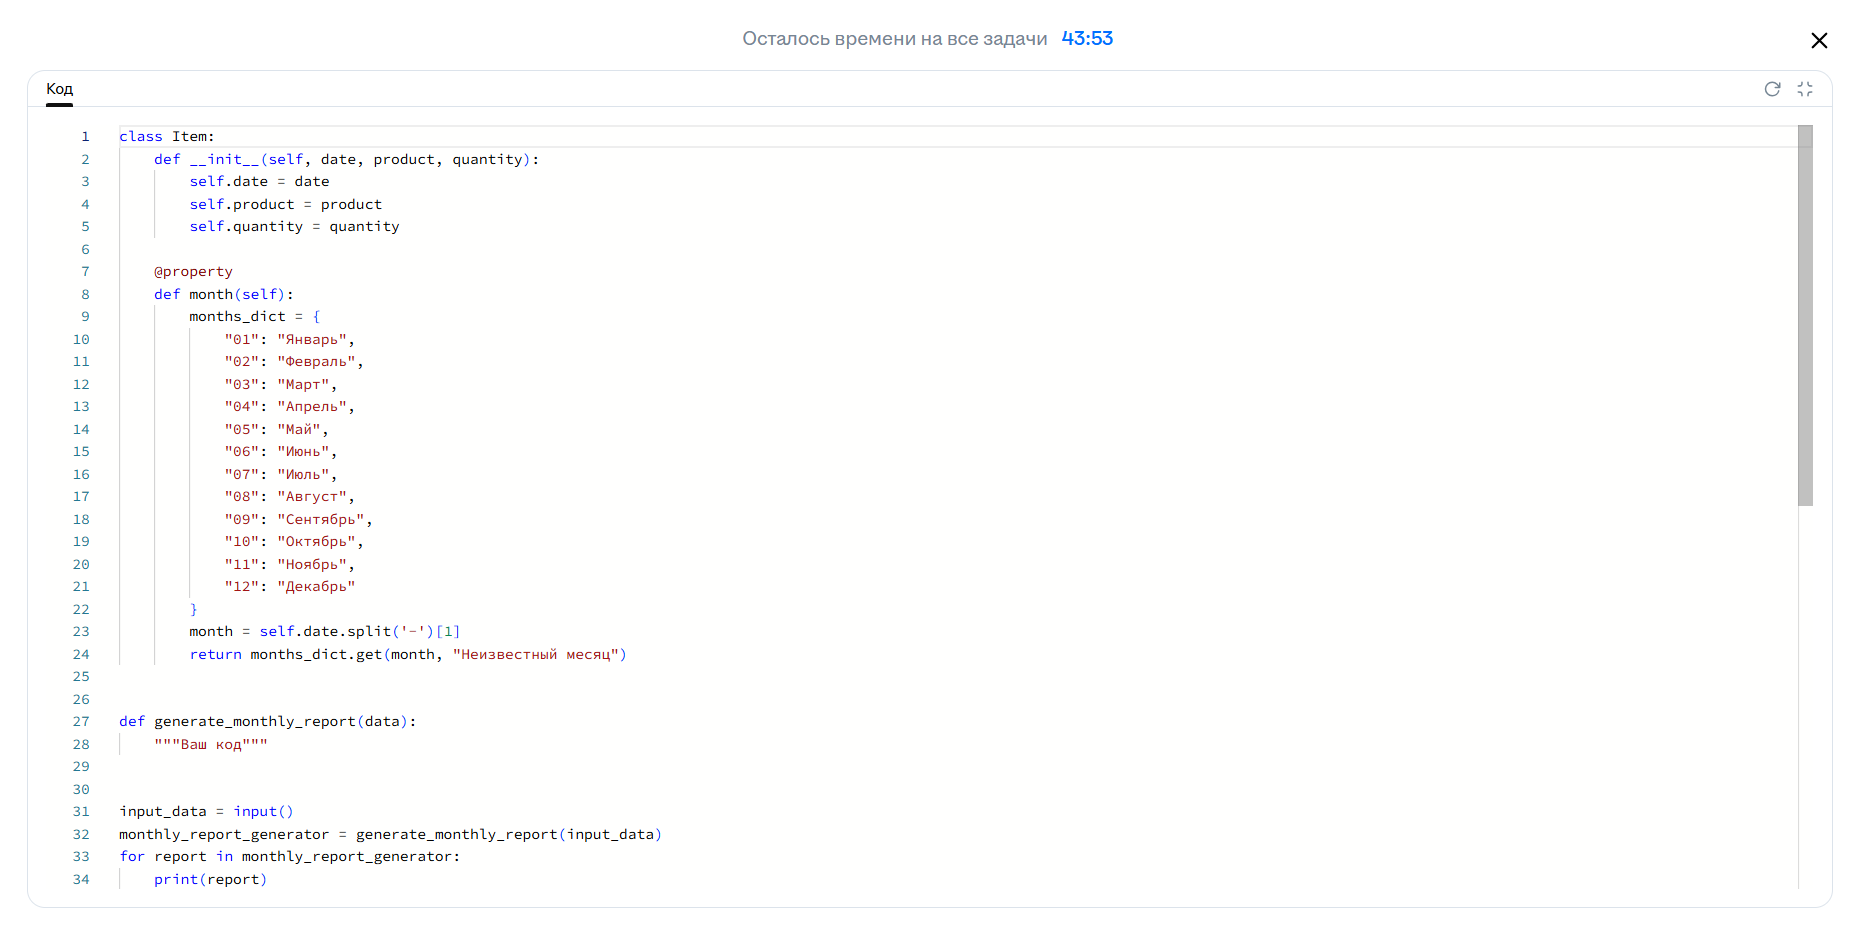 Осталось времени на все задачи 43:53
Код
1 class Item:
2     def __init__(self, date, product, quantity):
3         self.date = date
4         self.product = product
5         self.quantity = quantity
6
7     @property
8     def month(self):
9         months_dict = {
10             "01": "Январь",
11             "02": "Февраль",
12             "03": "Март",
13             "04": "Апрель",
14             "05": "Май",
15             "06": "Июнь",
16             "07": "Июль",
17             "08": "Август",
18             "09": "Сентябрь",
19             "10": "Октябрь",
20             "11": "Ноябрь",
21             "12": "Декабрь"
22         }
23         month = self.date.split('-')[1]
24         return months_dict.get(month, "Неизвестный месяц")
25
26
27 def generate_monthly_report(data):
28     """Ваш код"""
29
30
31 input_data = input()
32 monthly_report_generator = generate_monthly_report(input_data)
33 for report in monthly_report_generator:
34     print(report)